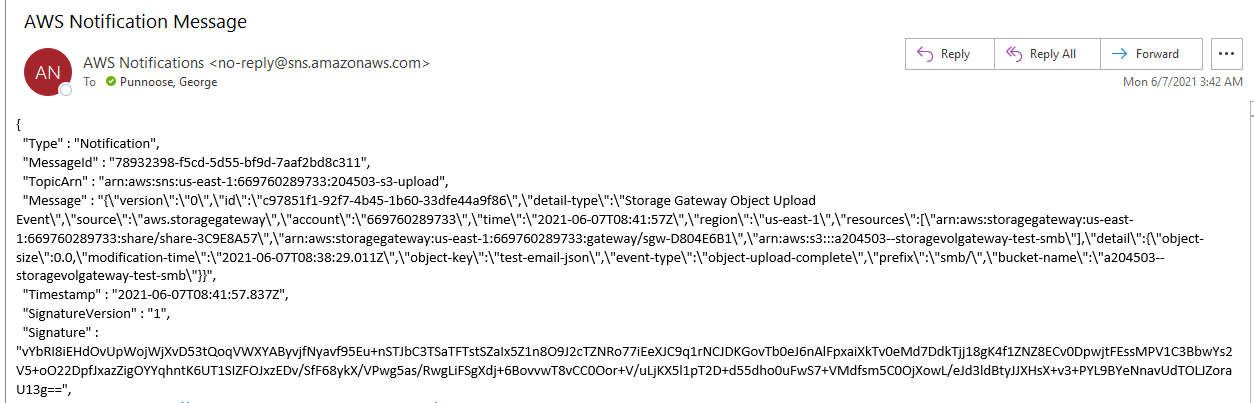 AWS Notification Message
AN
AWS Notifications <no-reply@sns.amazonaws.com>
To Punnoose, George
Reply
Reply All
Forward
Mon 6/7/2021 3:42 AM
{
"Type" : "Notification",
"MessageId" : "78932398-f5cd-5d55-bf9d-7aaf2bd8c311",
"TopicArn" : "arn:aws:sns:us-east-1:669760289733:204503-s3-upload",
"Message" : "{\"version\":\"0\",\"id\":\"c97851f1-92f7-4b45-1b60-33dfe44a9f86\",\"detail-type\":\"Storage Gateway Object Upload
Event\",\"source\":\"aws.storagegateway\",\"account\":\"669760289733\",\"time\":\"2021-06-07T08:41:57Z\",\"region\":\"us-east-1\",\"resources\":[\"arn:aws:storagegateway:us-east-
1:669760289733:share/share-3C9E8A57\",\"arn:aws:storagegateway:us-east-1:669760289733:gateway/sgw-D804E6B1\",\"arn:aws:s3:::a204503--storagevolgateway-test-smb\"],\"detail\":{\"object-
size\":0.0,\"modification-time\":\"2021-06-07T08:38:29.011Z\",\"object-key\":\"test-email-json\",\"event-type\":\"object-upload-complete\",\"prefix\":\"smb/\",\"bucket-name\":\"a204503--
storagevolgateway-test-smb\"}}",
"Timestamp" : "2021-06-07T08:41:57.837Z",
"SignatureVersion" : "1",
"Signature" :
"vYbRI8iEHdOvUpWojWjXvD53tQoqVWXYAByvjfNyavf95Eu+nSTJbC3TSaTFTstSZaIx5Z1n8O9J2cTZNRo77iEeXJC9q1rNCJDKGovTb0eJ6nAlFpxaiXkTv0eMd7DdkTjj18gK4f1ZNZ8ECv0DpwjtFEssMPV1C3BbwYs2
V5+oO22DpfJxazZigOYYqhntK6UT1SIZFOJxzEDv/SfF68ykX/VPwg5as/RwgLiFSgXdj+6BovvwT8vCC0Oor+V/uLjKX5l1pT2D+d55dho0uFwS7+VMdfsm5C0OjXowL/eJd3ldBtyJJXHsX+v3+PYL9BYeNnavUdTOLJZora
U13g==",